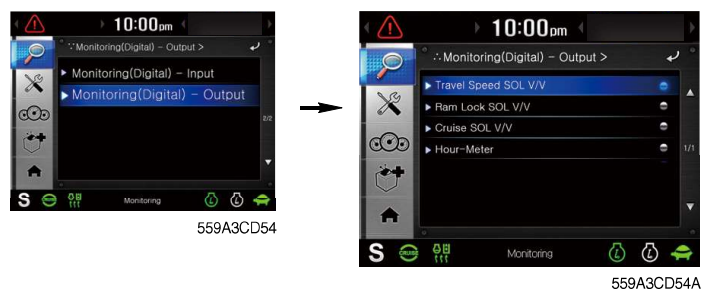 10:00pm
∴Monitoring(Digital) – Output >
Monitoring(Digital) – Input
Monitoring(Digital) – Output
2/2
S
Monitoring
L
L
559A3CD54
10:00pm
∴Monitoring(Digital) – Output >
Travel Speed SOL V/V
Ram Lock SOL V/V
Cruise SOL V/V
Hour-Meter
1/1
S
CRUISE
Monitoring
L
L
559A3CD54A